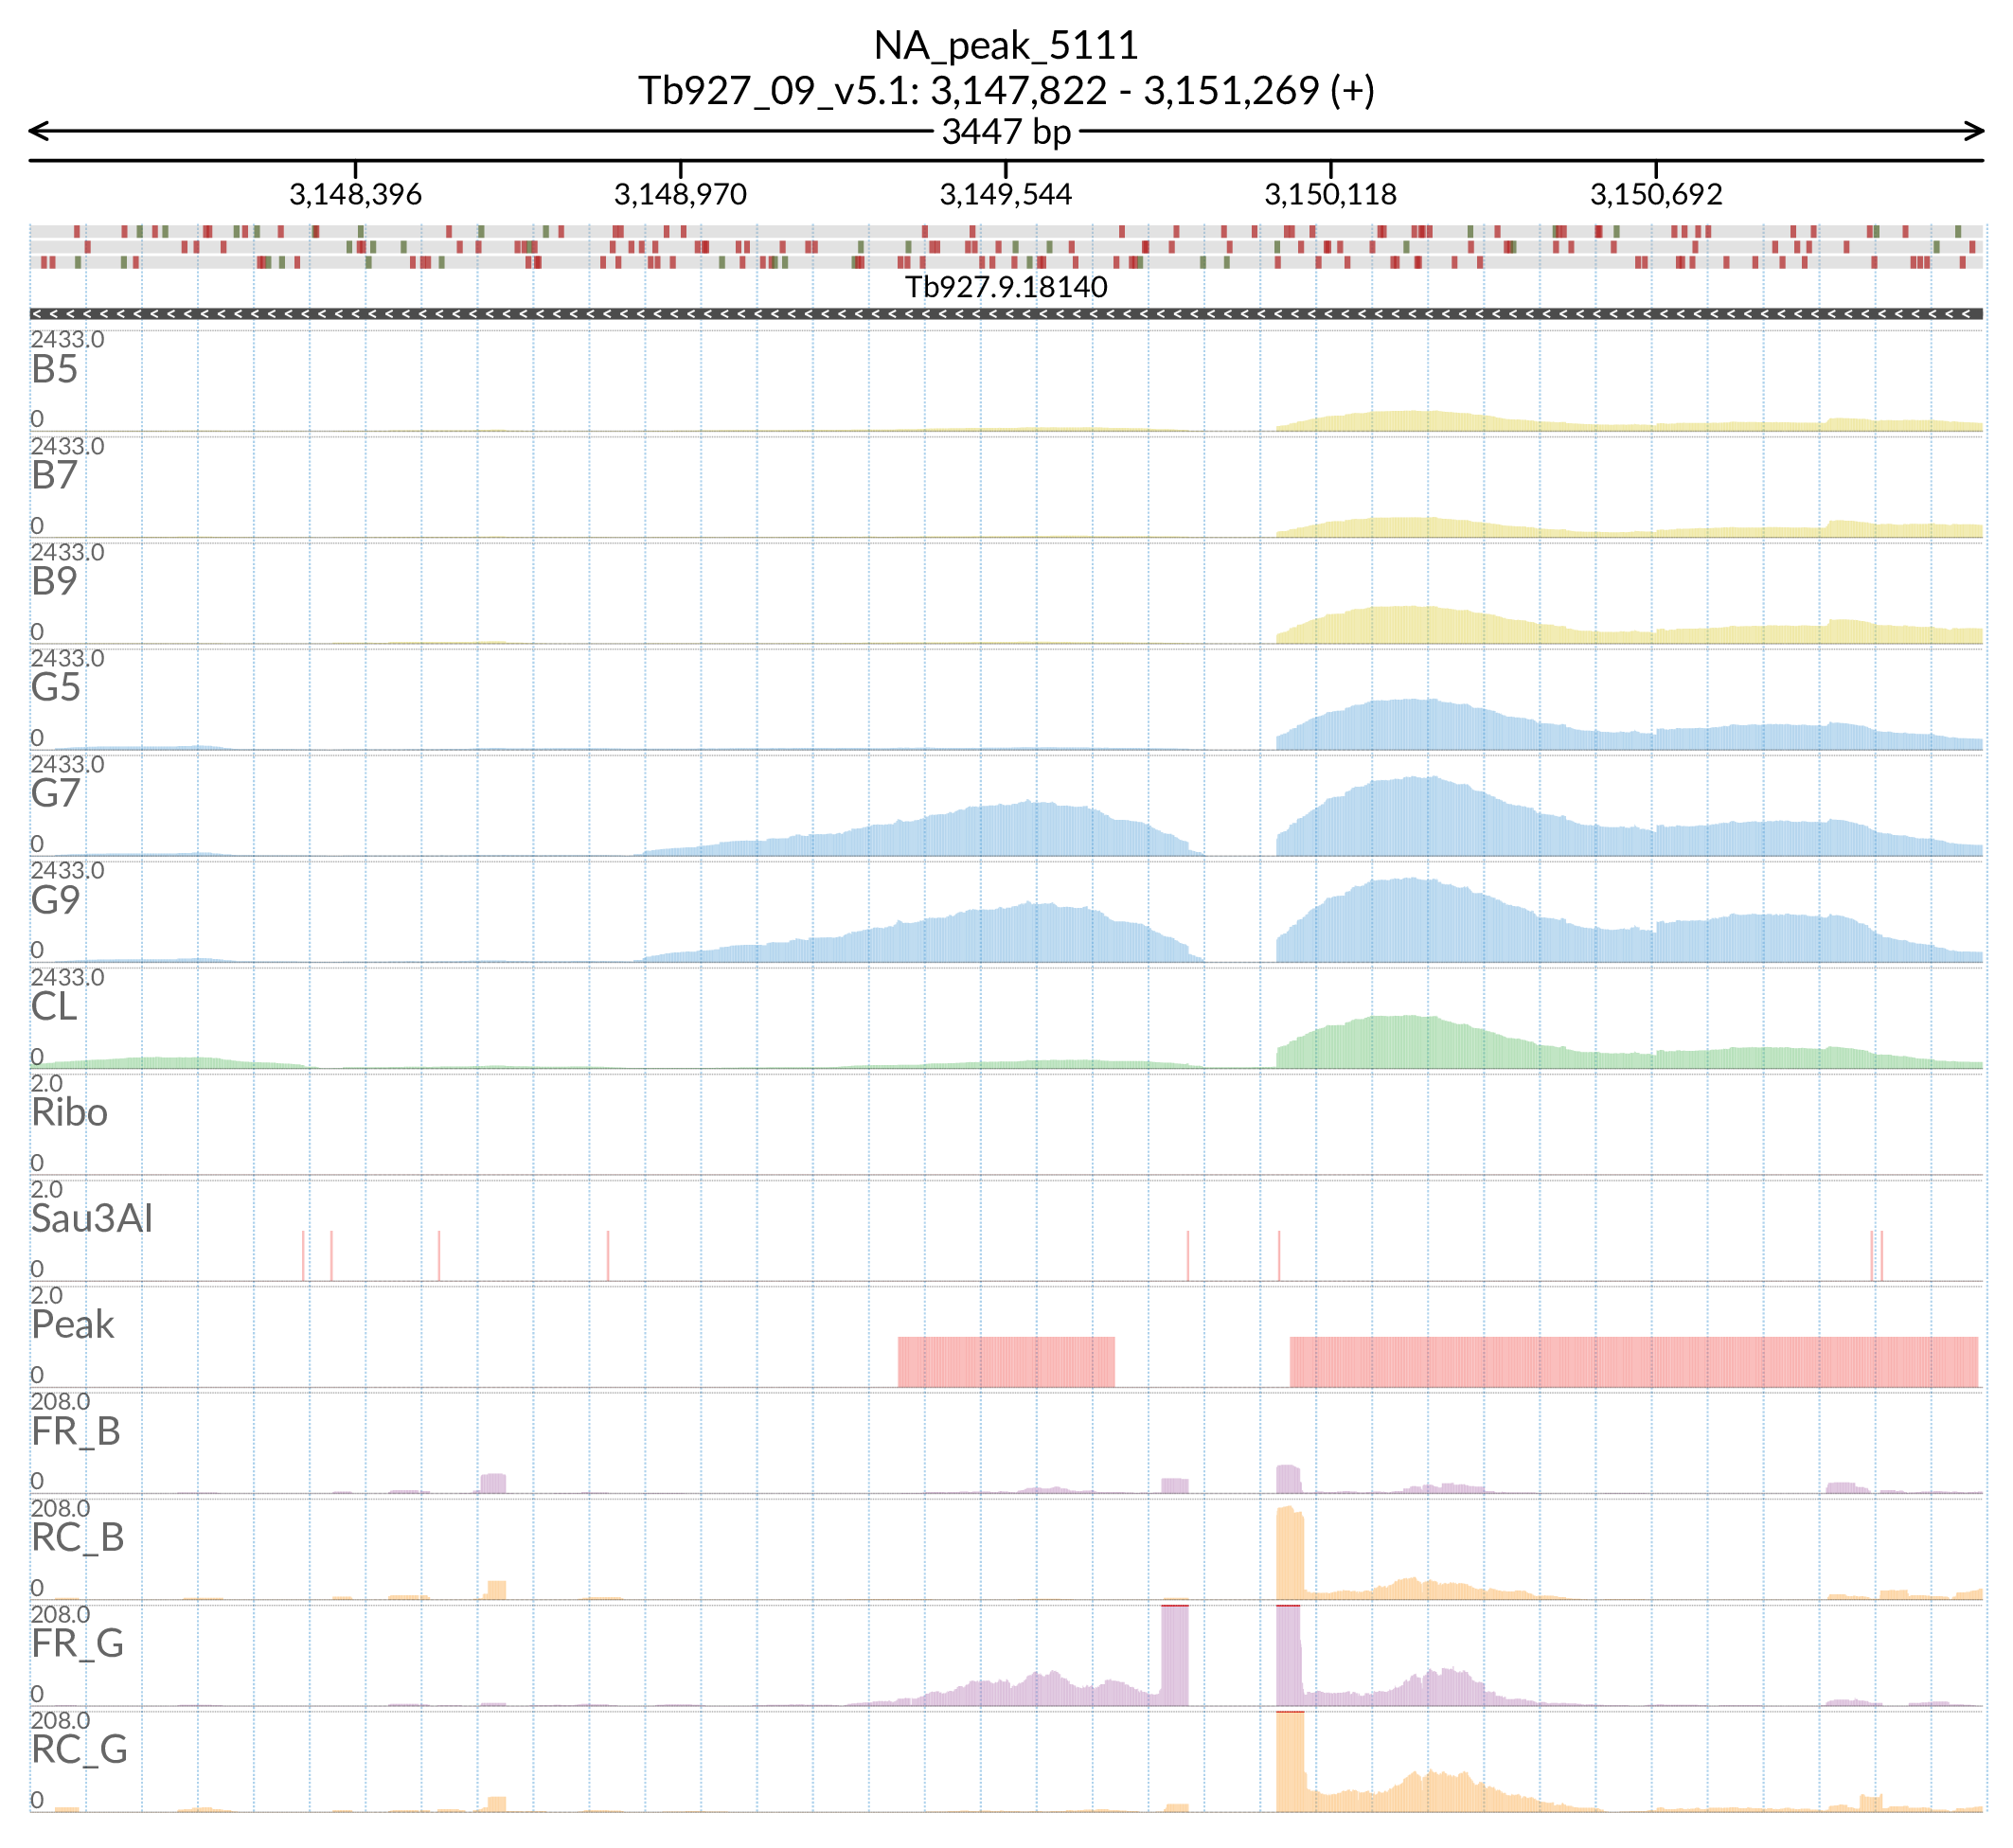 NA_peak_5111
Tb927_09_v5.1: 3,147,822 - 3,151,269 (+)
3447 bp
3,148,396 3,148,970 3,149,544 3,150,118 3,150,692
Tb927.9.18140
2433.0
B5
0
2433.0
B7
0
2433.0
B9
0
2433.0
G5
0
2433.0
G7
0
2433.0
G9
0
2433.0
CL
0
2.0
Ribo
0
2.0
Sau3AI
0
2.0
Peak
0
208.0
FR_B
0
208.0
RC_B
0
208.0
FR_G
0
208.0
RC_G
0